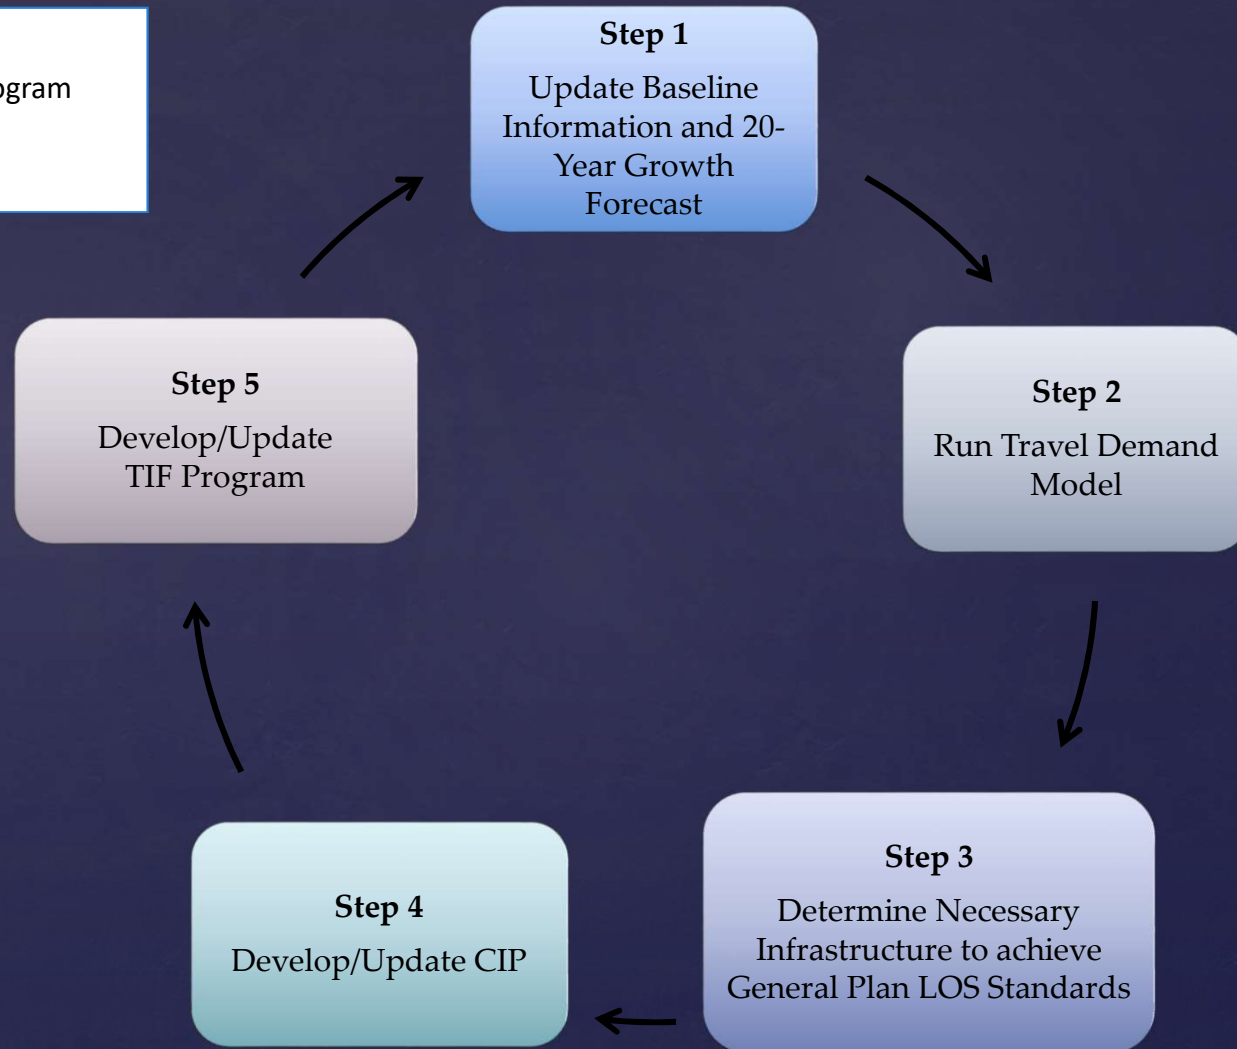 Step 1
Update Baseline
Information and 20-
Year Growth
Forecast
Step 5
Develop/Update
TIF Program
Step 2
Run Travel Demand
Model
Step 4
Develop/Update CIP
Step 3
Determine Necessary
Infrastructure to achieve
General Plan LOS Standards